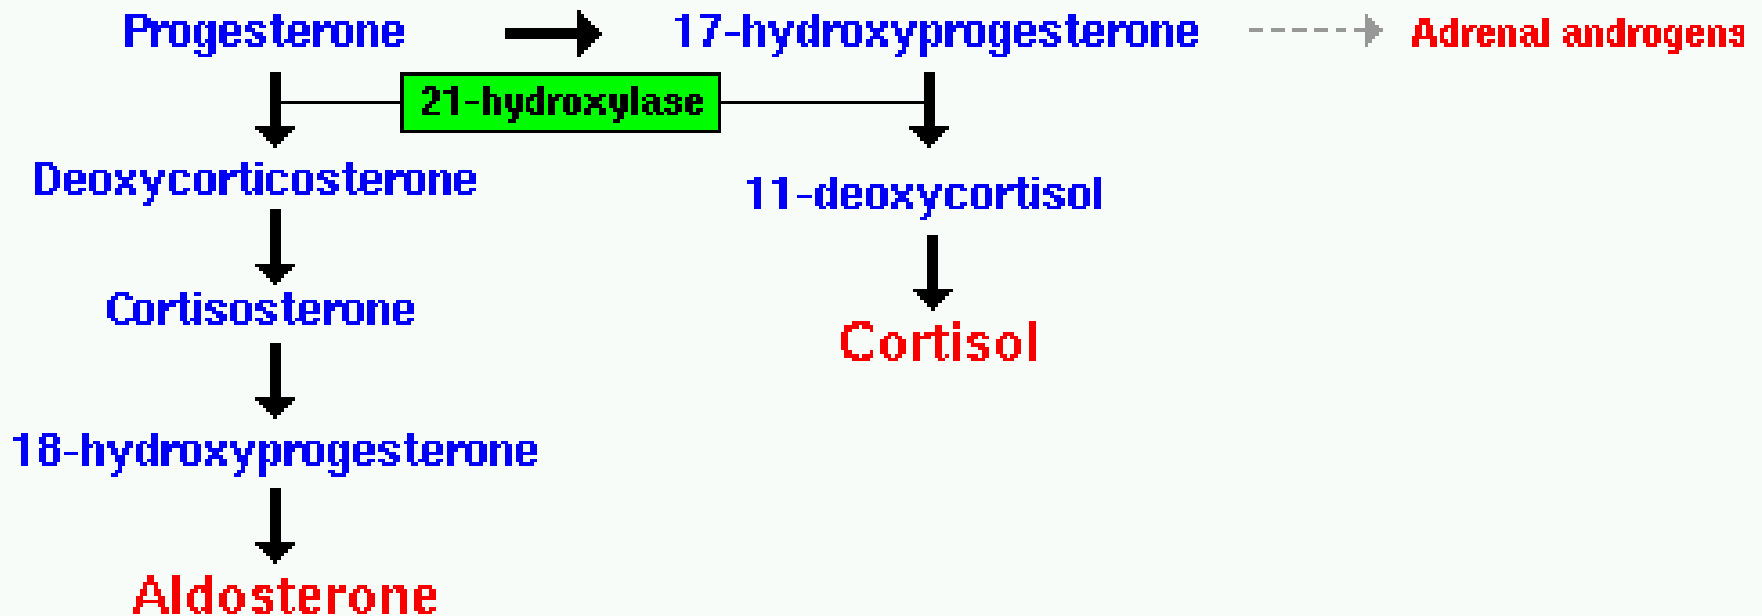 Progesterone 17-hydroxyprogesterone Adrenal androgens
21-hydroxylase
Deoxycorticosterone
11-deoxycortisol
Cortisosterone
Cortisol
18-hydroxyprogesterone
Aldosterone